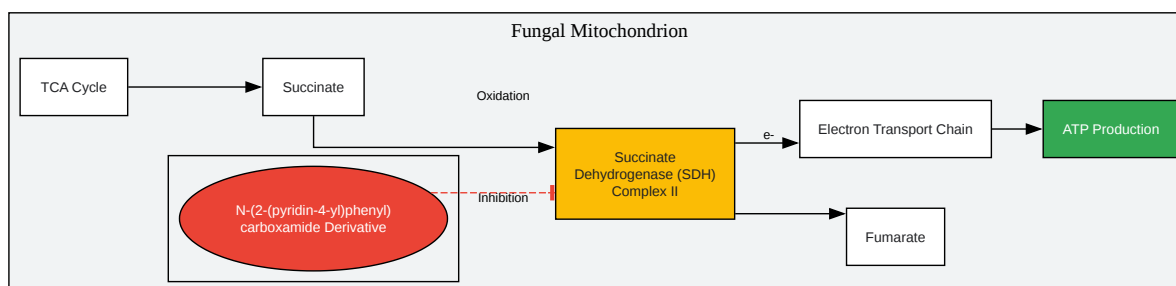 Fungal Mitochondrion
TCA Cycle
Succinate
Oxidation
Electron Transport Chain
ATP Production
e-
Succinate
Dehydrogenase (SDH)
Complex II
Inhibition
N-(2-(pyridin-4-yl)phenyl)
carboxamide Derivative
Fumarate